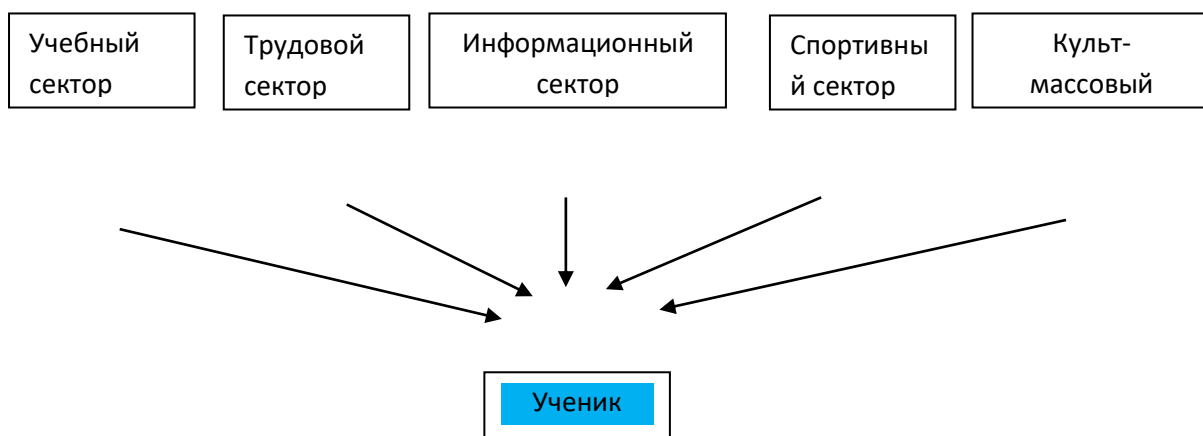 Учебный
сектор
Трудовой
сектор
Информационный
сектор
Спортивны
й сектор
Культ-
массовый
Ученик